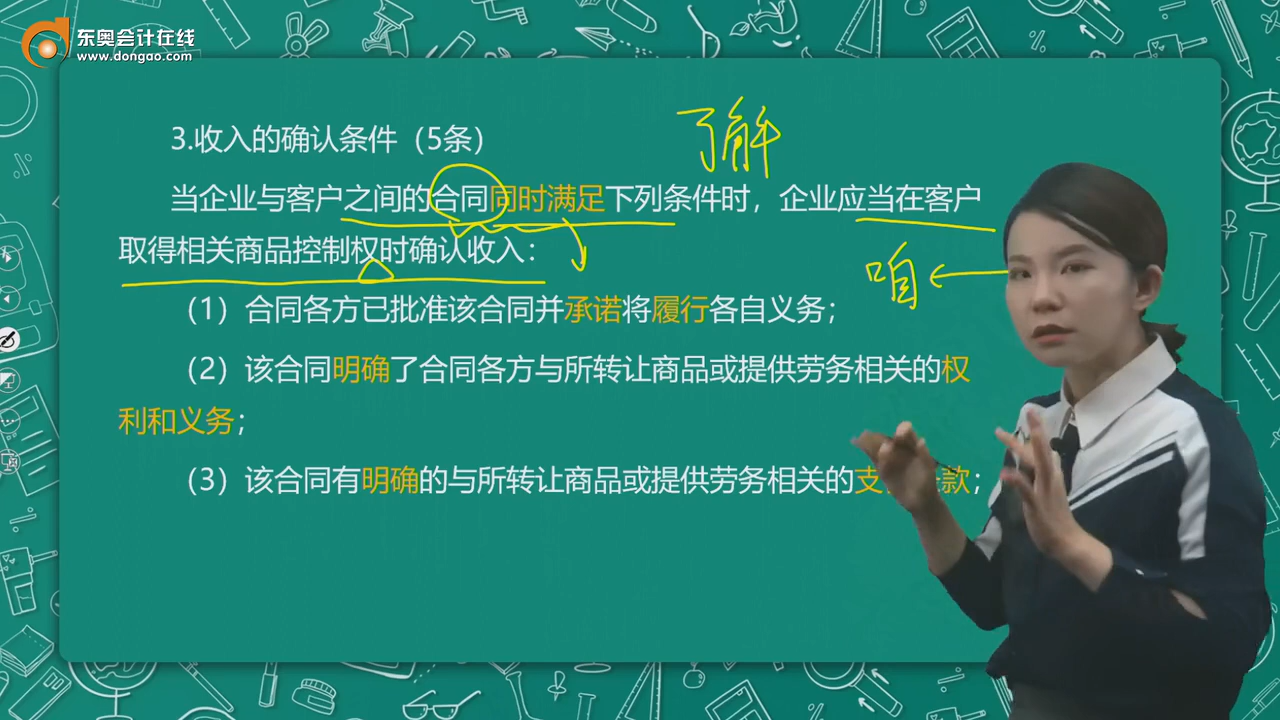 东奥会计在线
www.dongao.com
3.收入的确认条件（5条）
了解
当企业与客户之间的合同同时满足下列条件时，企业应当在客户
取得相关商品控制权时确认收入：
咱
（1）合同各方已批准该合同并承诺将履行各自义务；
（2）该合同明确了合同各方与所转让商品或提供劳务相关的权
利和义务；
（3）该合同有明确的与所转让商品或提供劳务相关的支 款；